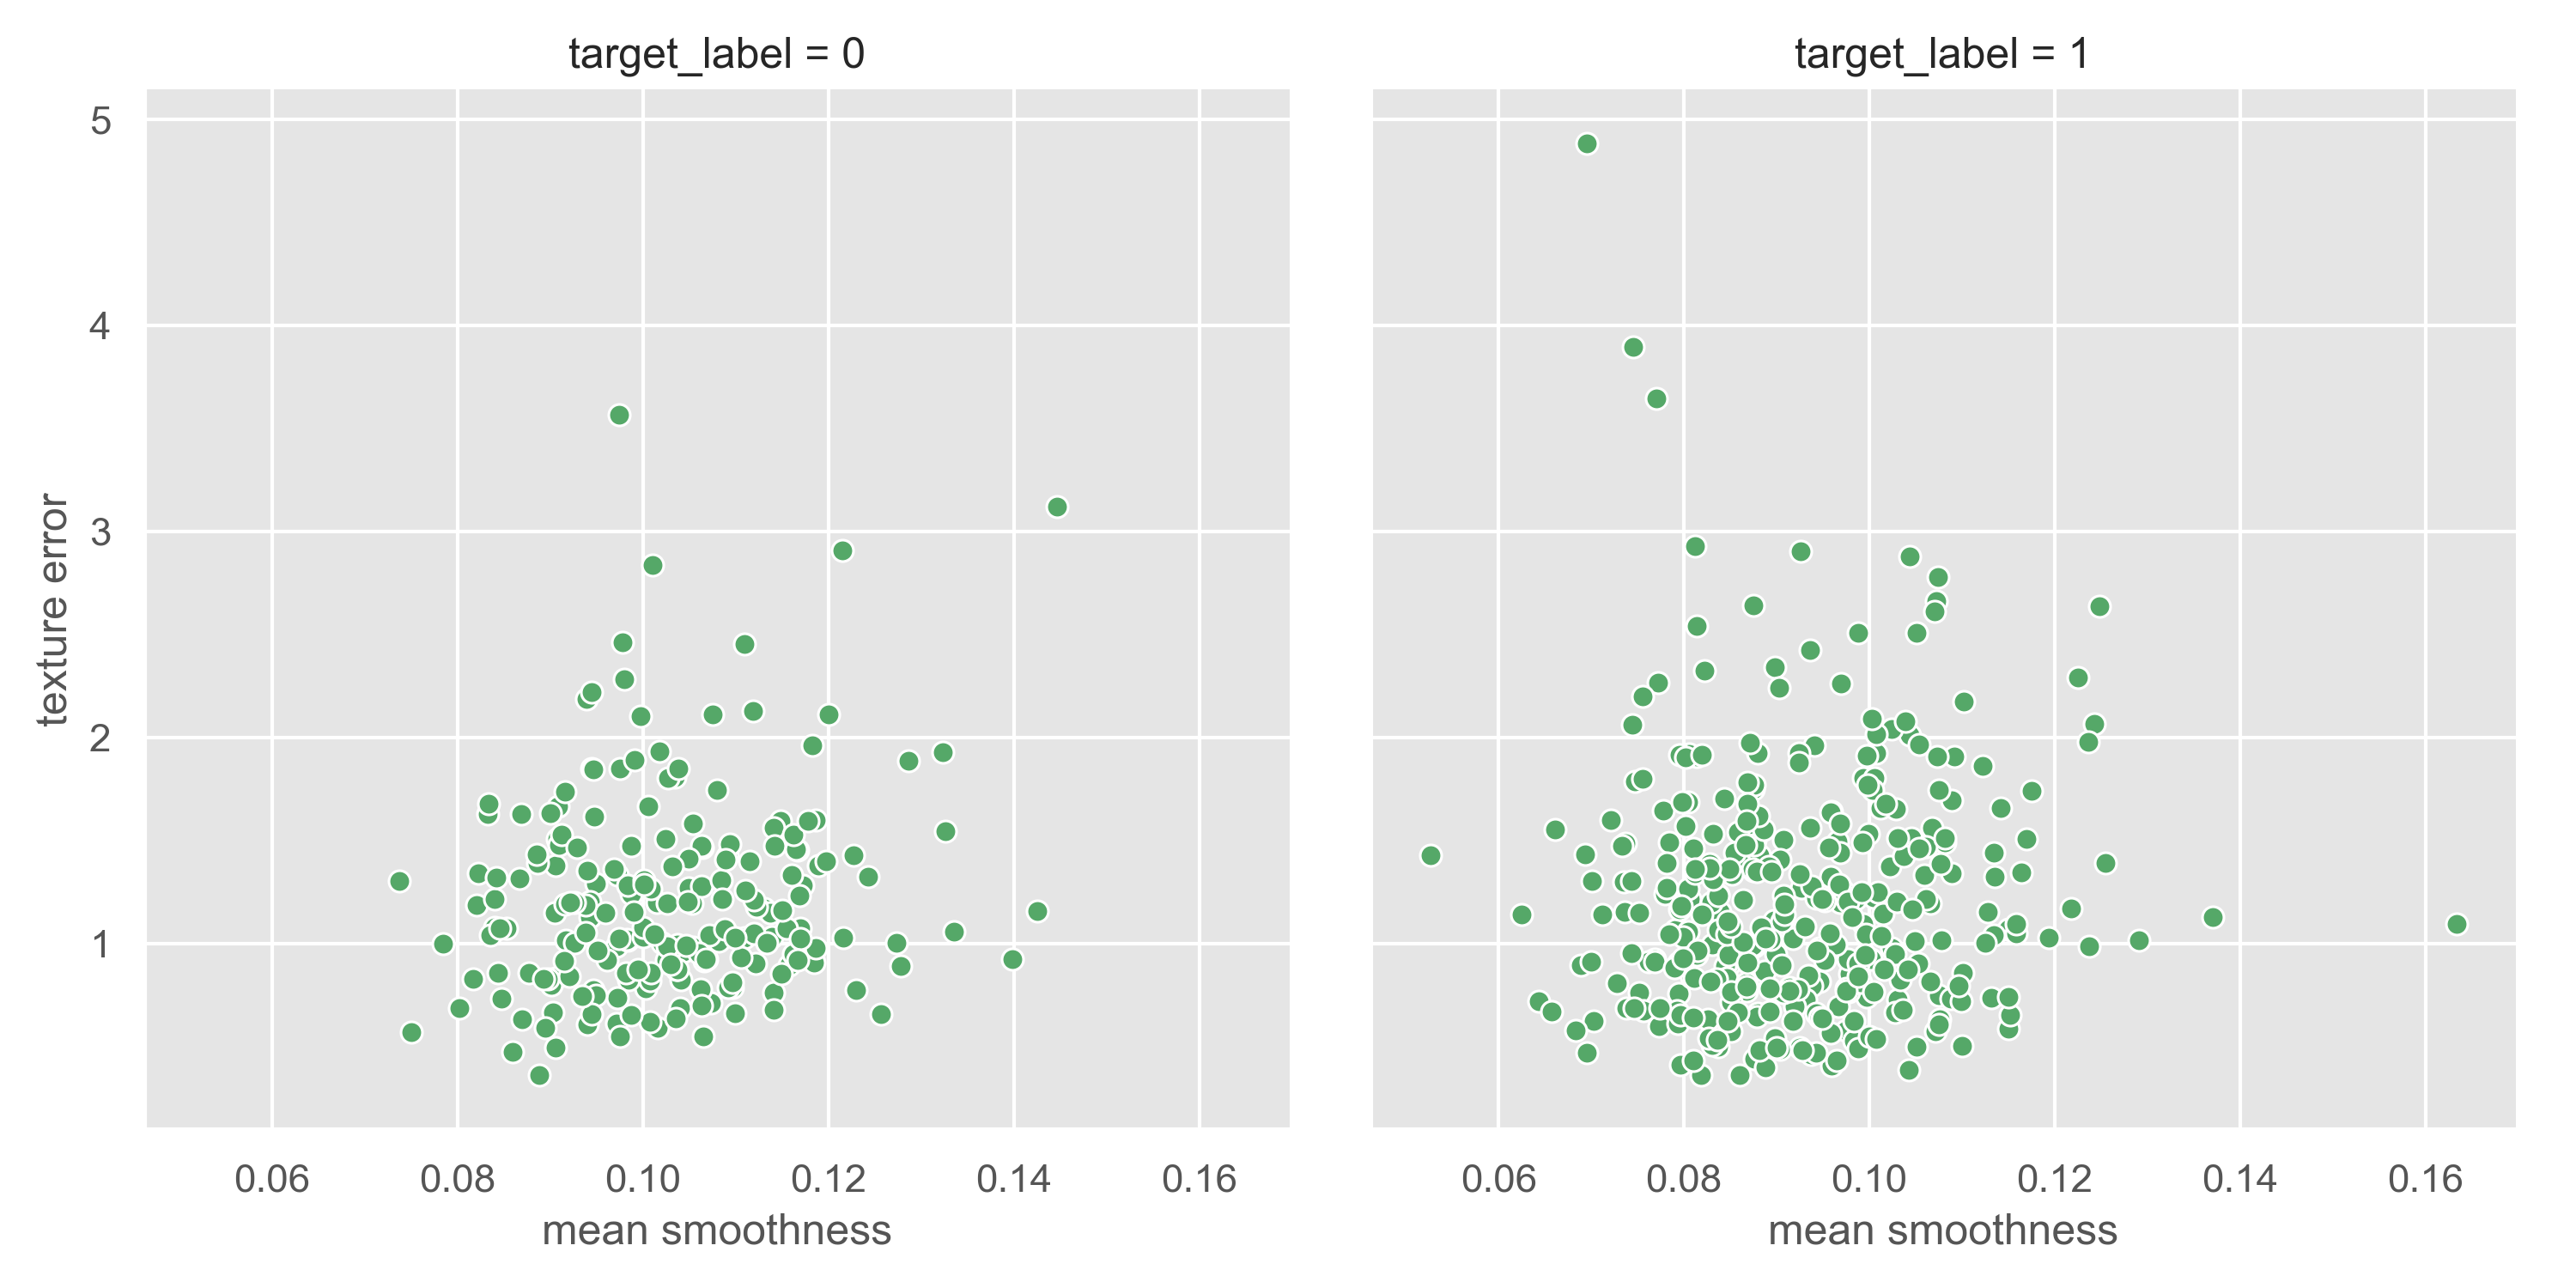 target_label = 0
target_label = 1
5
4
3
2
1
texture error
0.06 0.08 0.10 0.12 0.14 0.16
0.06 0.08 0.10 0.12 0.14 0.16
mean smoothness
mean smoothness